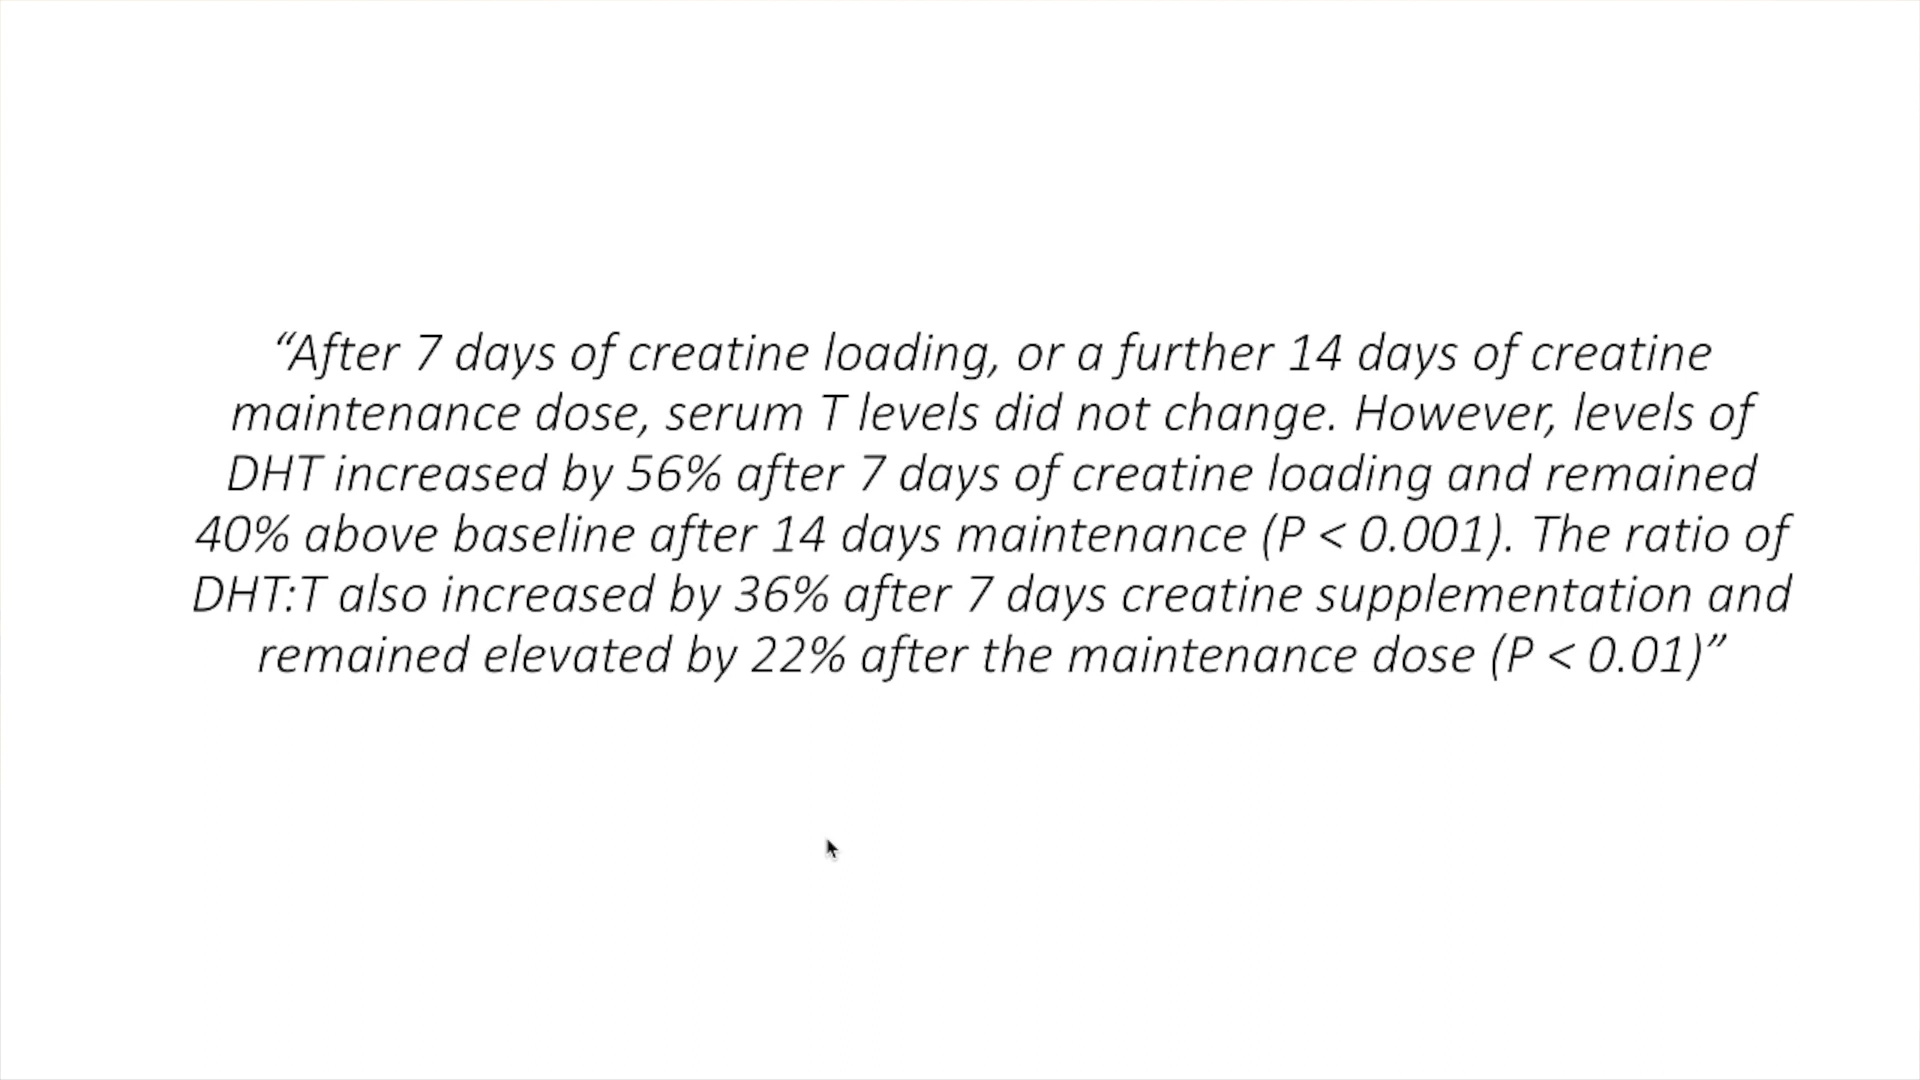 “After 7 days of creatine loading, or a further 14 days of creatine
maintenance dose, serum T levels did not change. However, levels of
DHT increased by 56% after 7 days of creatine loading and remained
40% above baseline after 14 days maintenance (P < 0.001). The ratio of
DHT:T also increased by 36% after 7 days creatine supplementation and
remained elevated by 22% after the maintenance dose (P < 0.01)”